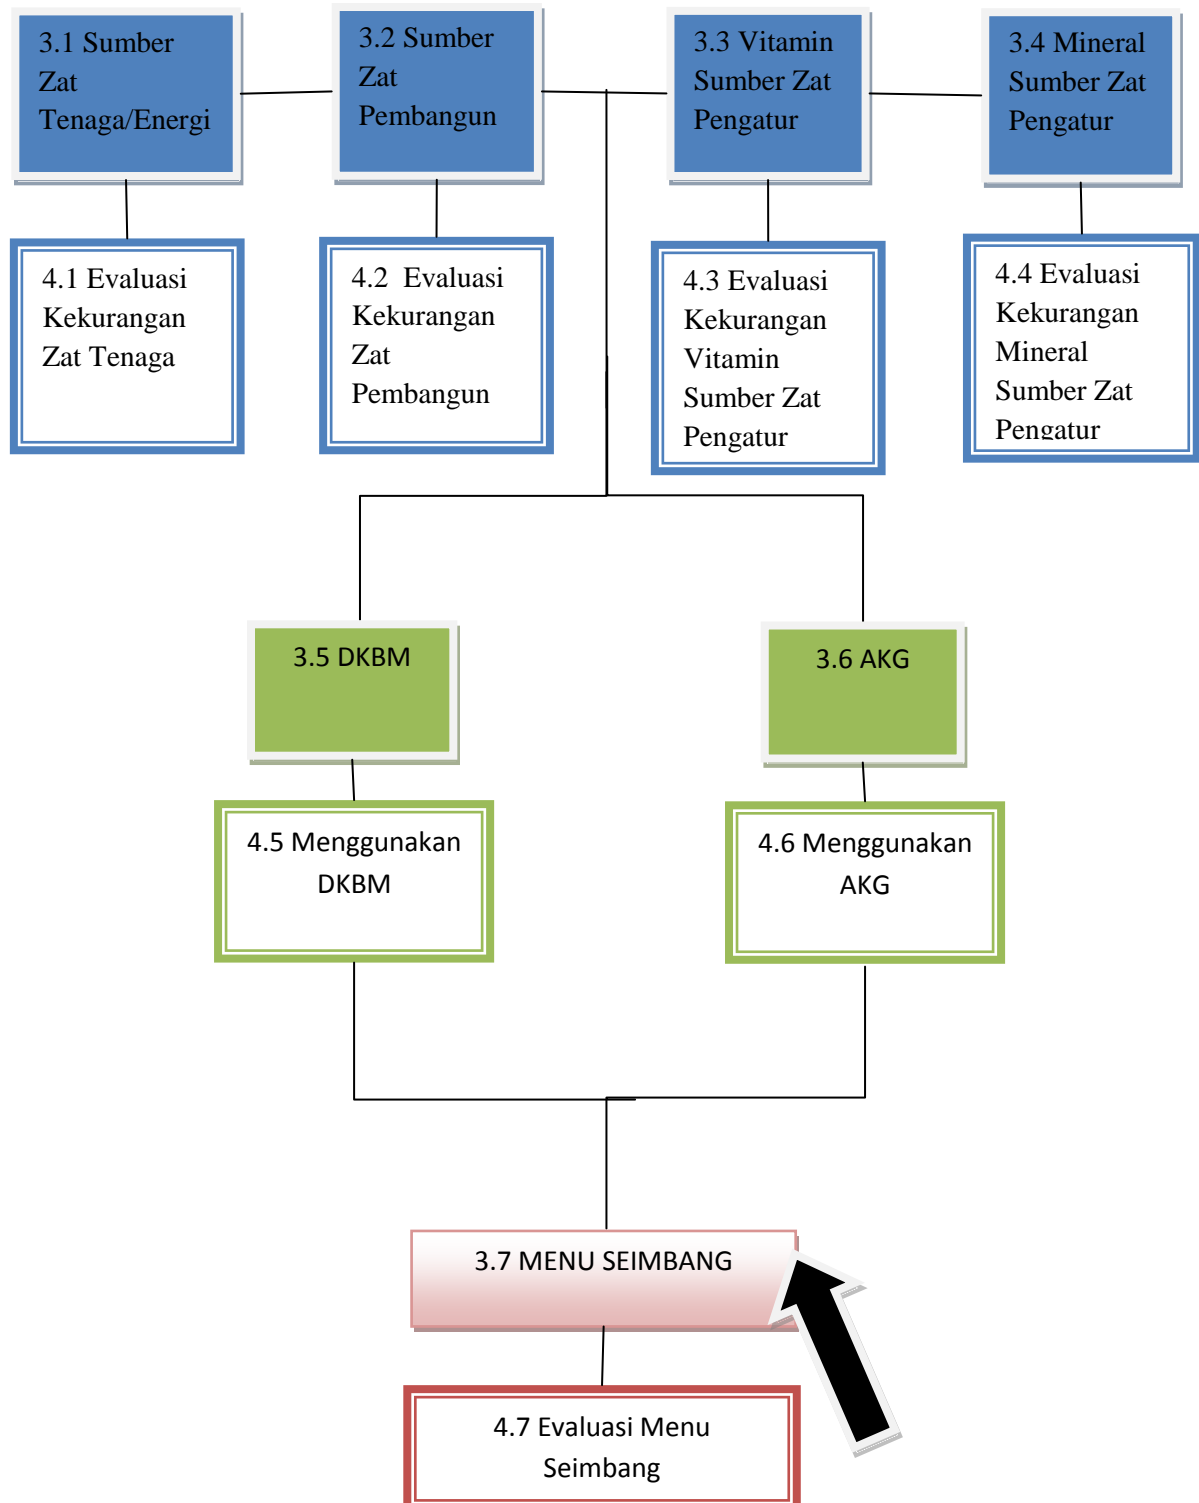 3.1 Sumber
Zat
Tenaga/Energi
3.2 Sumber
Zat
Pembangun
3.3 Vitamin
Sumber Zat
Pengatur
3.4 Mineral
Sumber Zat
Pengatur
4.1 Evaluasi
Kekurangan
Zat Tenaga
4.2 Evaluasi
Kekurangan
Zat
Pembangun
4.3 Evaluasi
Kekurangan
Vitamin
Sumber Zat
Pengatur
4.4 Evaluasi
Kekurangan
Mineral
Sumber Zat
Pengatur
3.5 DKBM
3.6 AKG
4.5 Menggunakan
DKBM
4.6 Menggunakan
AKG
3.7 MENU SEIMBANG
4.7 Evaluasi Menu
Seimbang